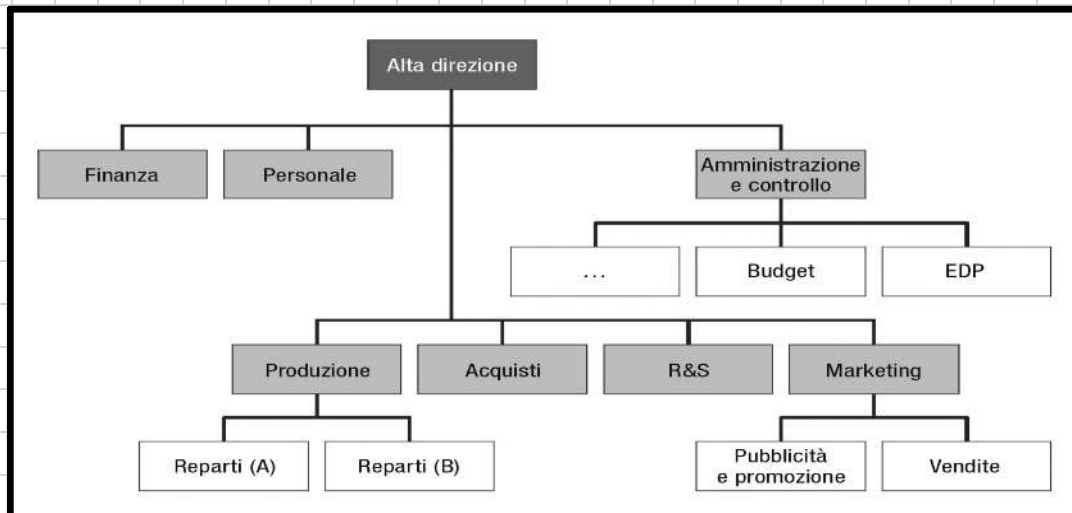 Alta direzione
Finanza
Personale
Amministrazione
e controllo
...
Budget
EDP
Produzione
Acquisti
R&S
Marketing
Reparti (A)
Reparti (B)
Pubblicità
e promozione
Vendite